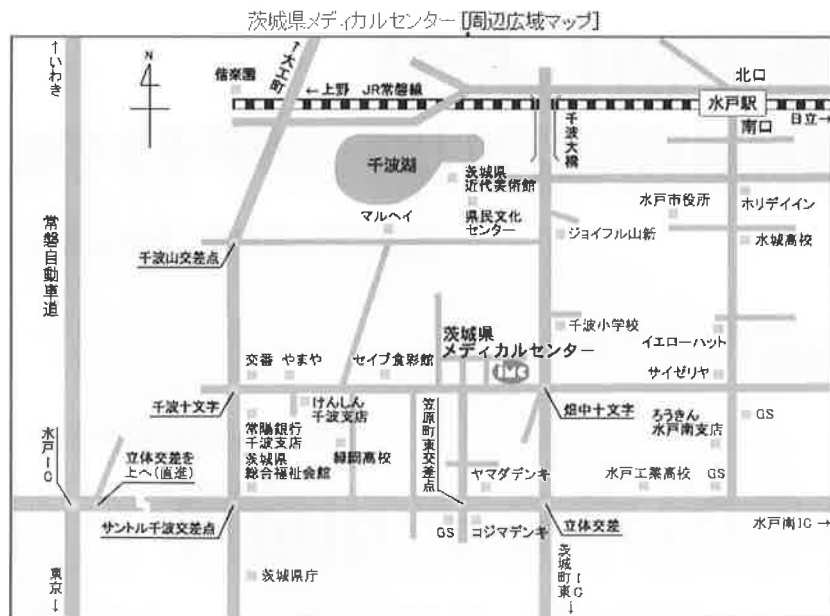 茨城県メディカルセンター [周辺広域マップ]
↑いわき
N
↑大工町
偕楽園
← 上野 JR常磐線
北口
水戸駅
日立→
南口
千波大橋
千波湖
茨城県
近代美術館
県民文化
センター
マルヘイ
水戸市役所
ホリデイイン
ジョイフル山新
水城高校
常磐自動車道
千波山交差点
千波小学校
茨城県
メディカルセンター
イエローハット
交番
やまや
セイブ食彩館
サイゼリヤ
千波十文字
けんしん
千波支店
笠原町東交差点
畑中十文字
ろうきん
水戸南支店
GS
水戸IC
立体交差を
上へ(直進)
常陽銀行
千波支店
茨城県
総合福祉会館
緑岡高校
ヤマダデンキ
水戸工業高校
GS
サントル千波交差点
GS
コジマデンキ
立体交差
水戸南IC →
東京↓
茨城県庁
茨城町東IC↓